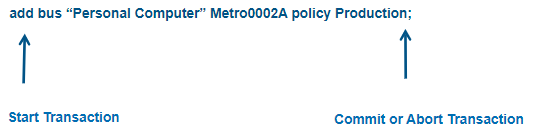 add bus “Personal Computer” Metro0002A policy Production;
Start Transaction
Commit or Abort Transaction